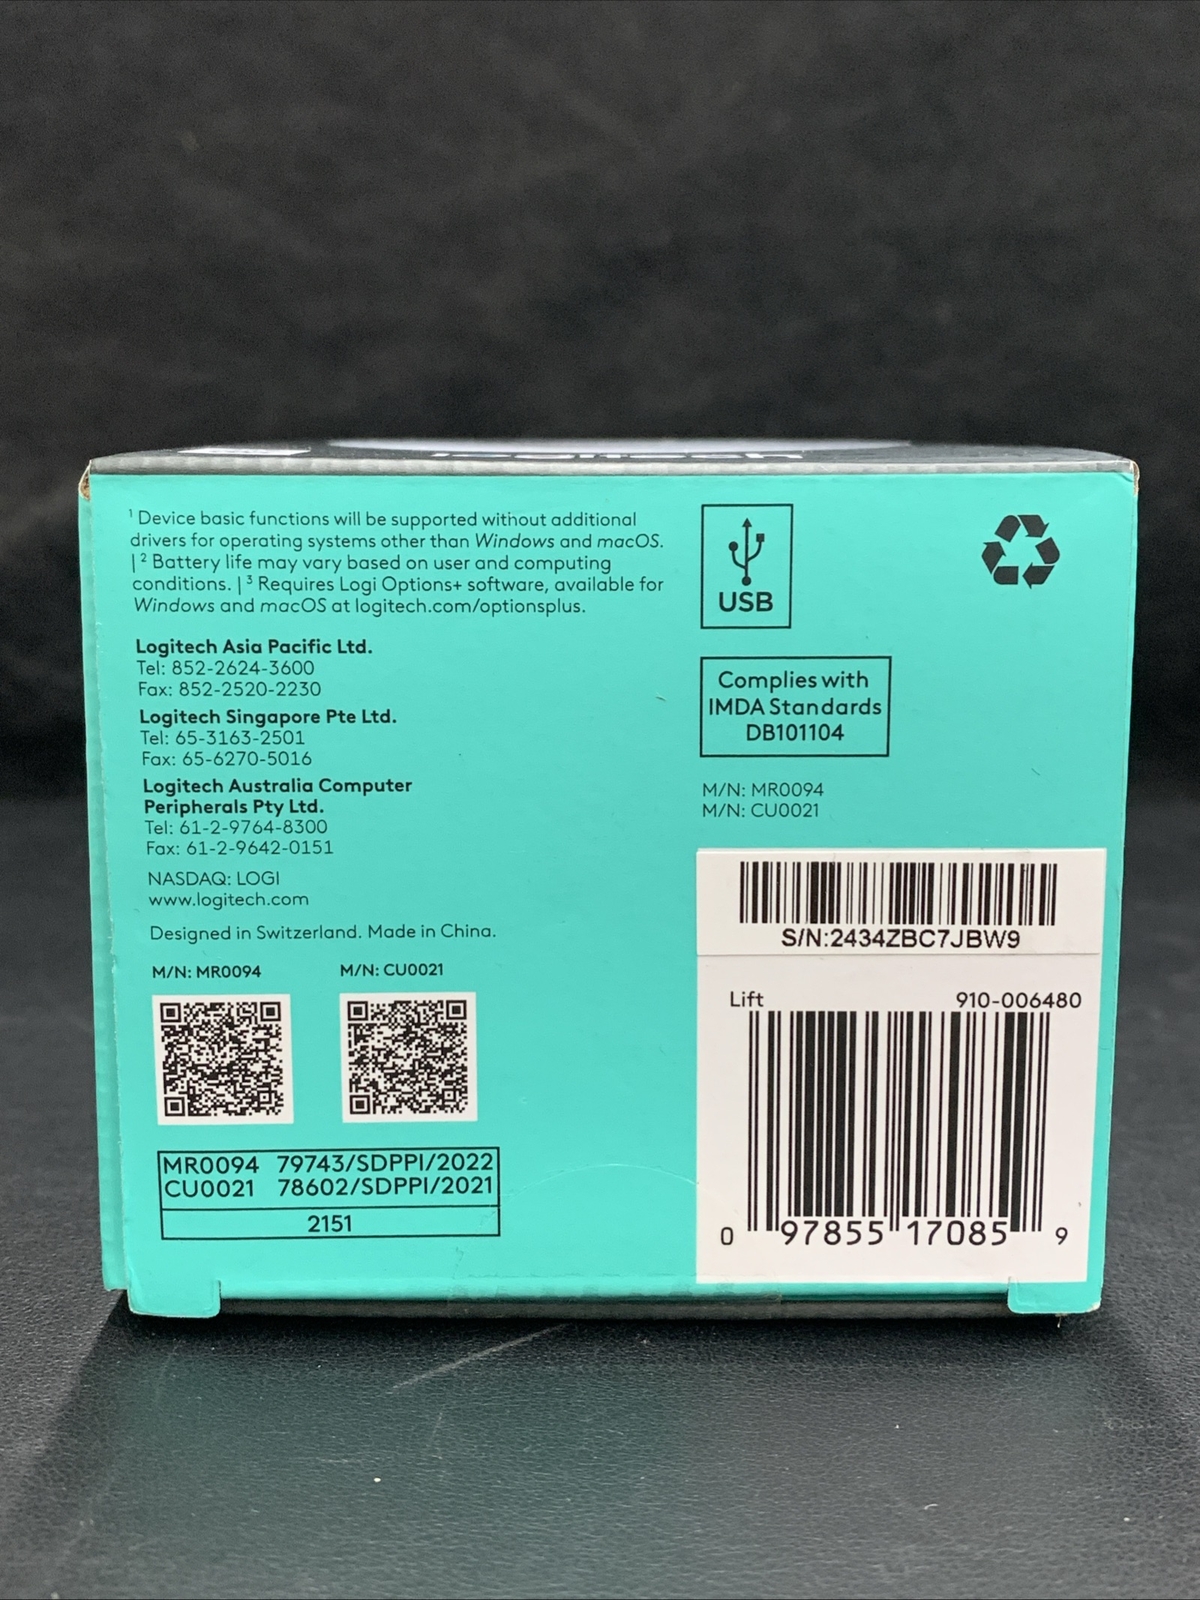 ¹ Device basic functions will be supported without additional
drivers for operating systems other than Windows and macOS.
| ² Battery life may vary based on user and computing
conditions. | ³ Requires Logi Options+ software, available for
Windows and macOS at logitech.com/optionsplus.
Logitech Asia Pacific Ltd.
Tel: 852-2624-3600
Fax: 852-2520-2230
Logitech Singapore Pte Ltd.
Tel: 65-3163-2501
Fax: 65-6270-5016
Logitech Australia Computer
Peripherals Pty Ltd.
Tel: 61-2-9764-8300
Fax: 61-2-9642-0151
NASDAQ: LOGI
www.logitech.com
Designed in Switzerland. Made in China.
M/N: MR0094
M/N: CU0021
MR0094 79743/SDPPI/2022
CU0021 78602/SDPPI/2021
2151
USB
Complies with
IMDA Standards
DB101104
M/N: MR0094
M/N: CU0021
S/N:2434ZBC7JBW9
Lift 910-006480
0 97855 17085 9